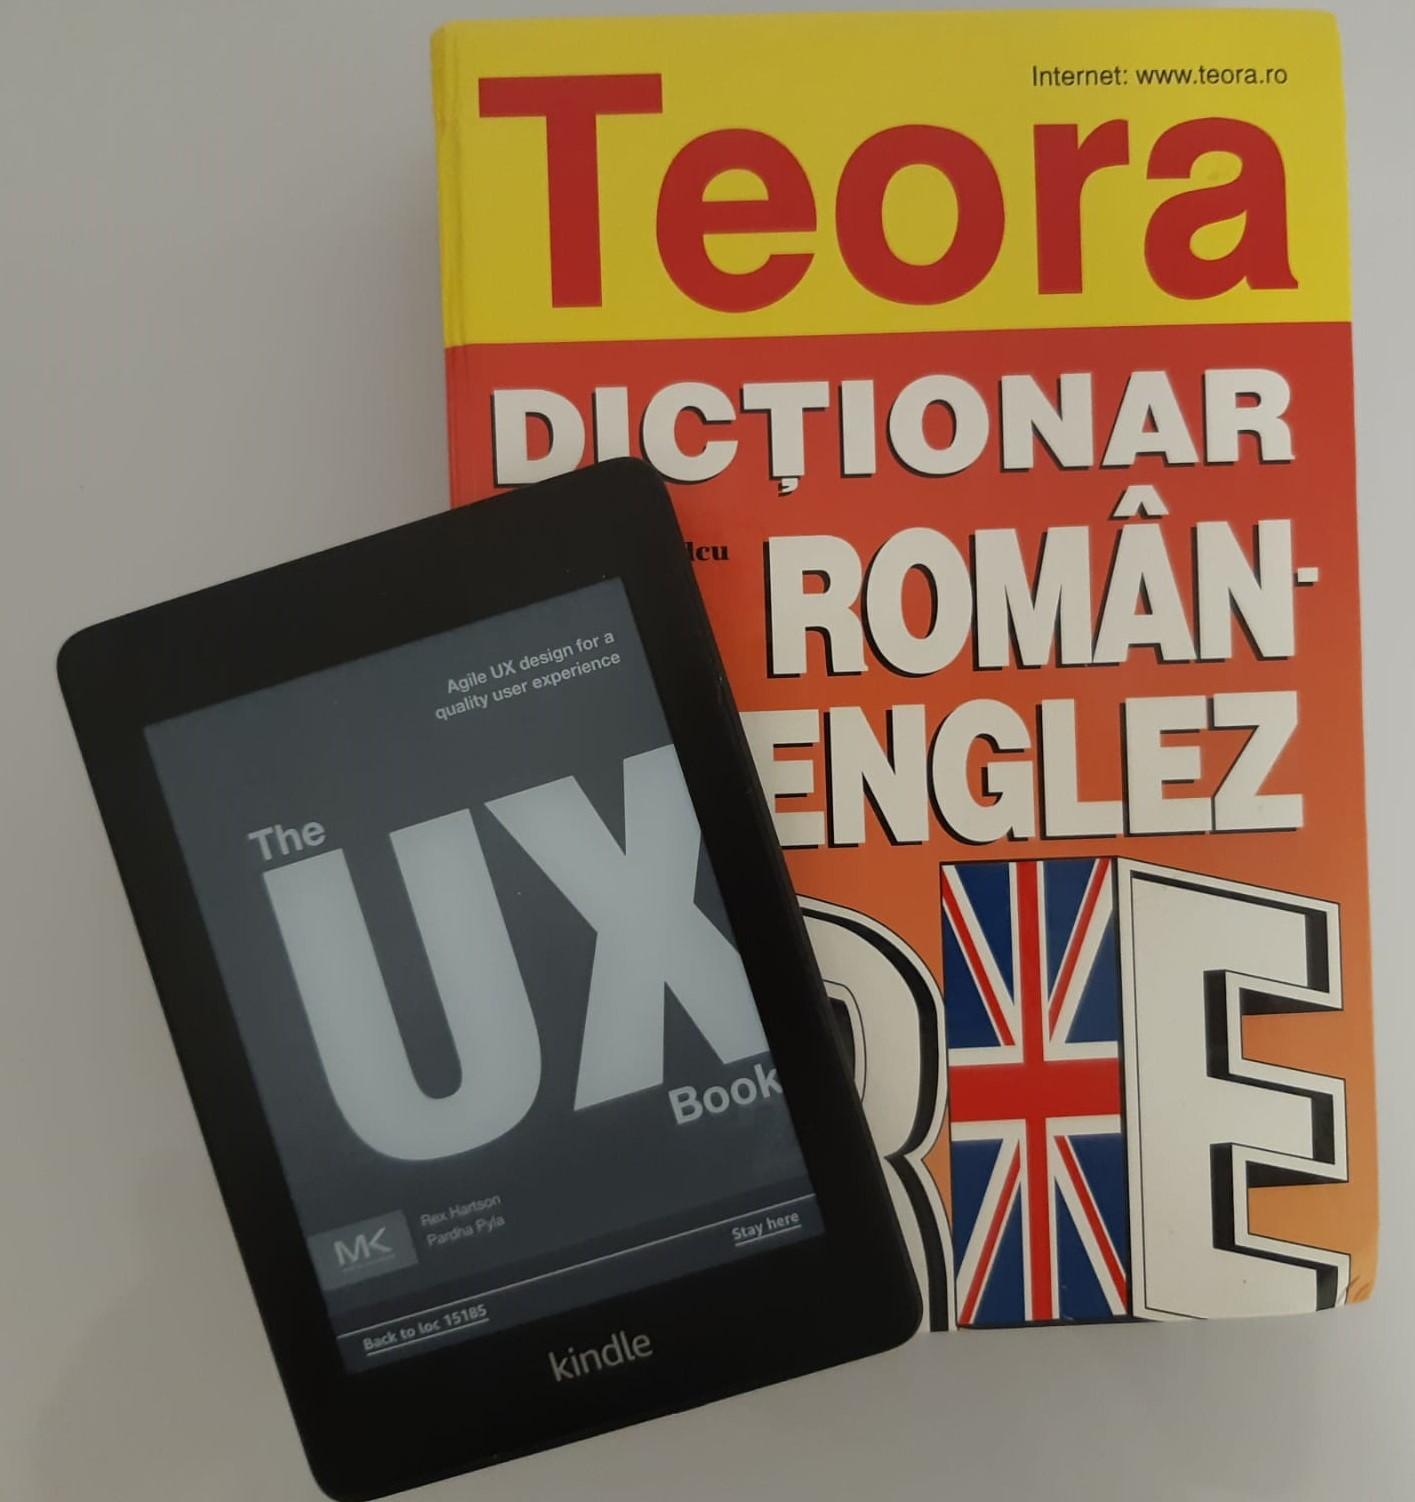 Internet: www.teora.ro
Teora
DICȚIONAR
ROMÂN-
ENGLEZ
RE
Agile UX design for a
quality user experience
The
UX
Book
MK
Rex Hartson
Pardha Pyla
Stay here
Back to loc 15185
kindle